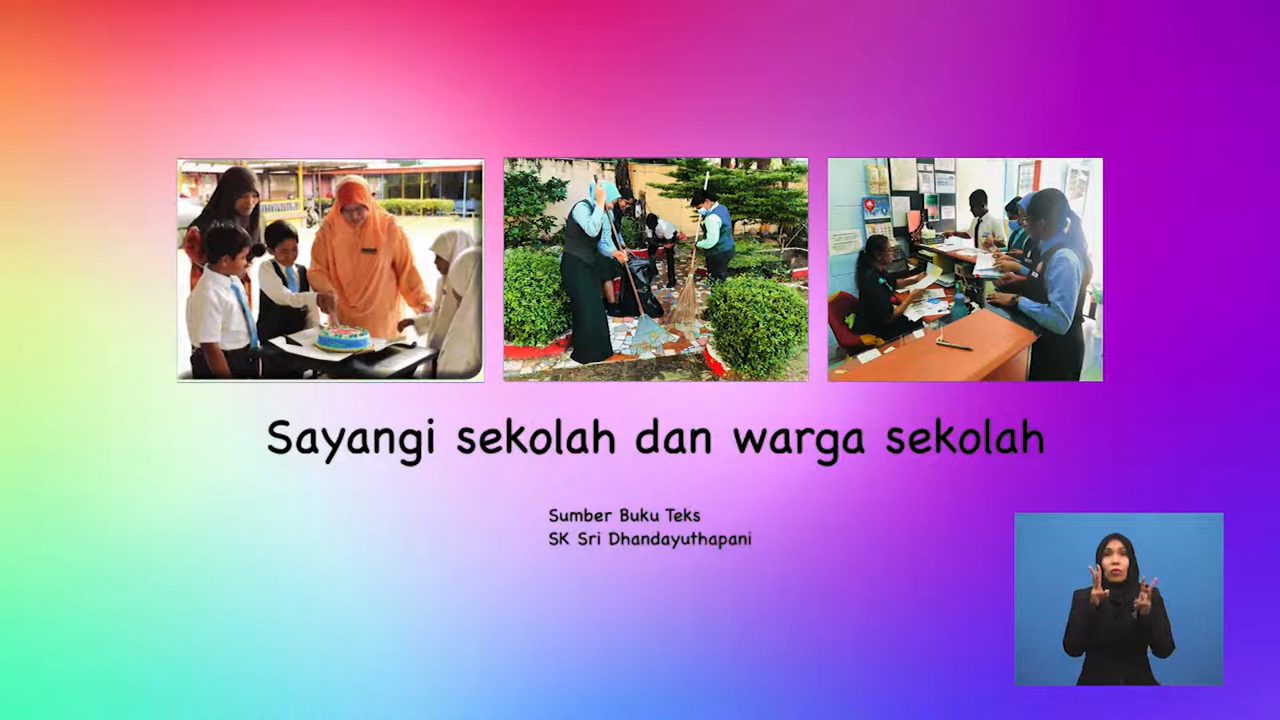 Sayangi sekolah dan warga sekolah
Sumber Buku Teks
SK Sri Dhandayuthapani